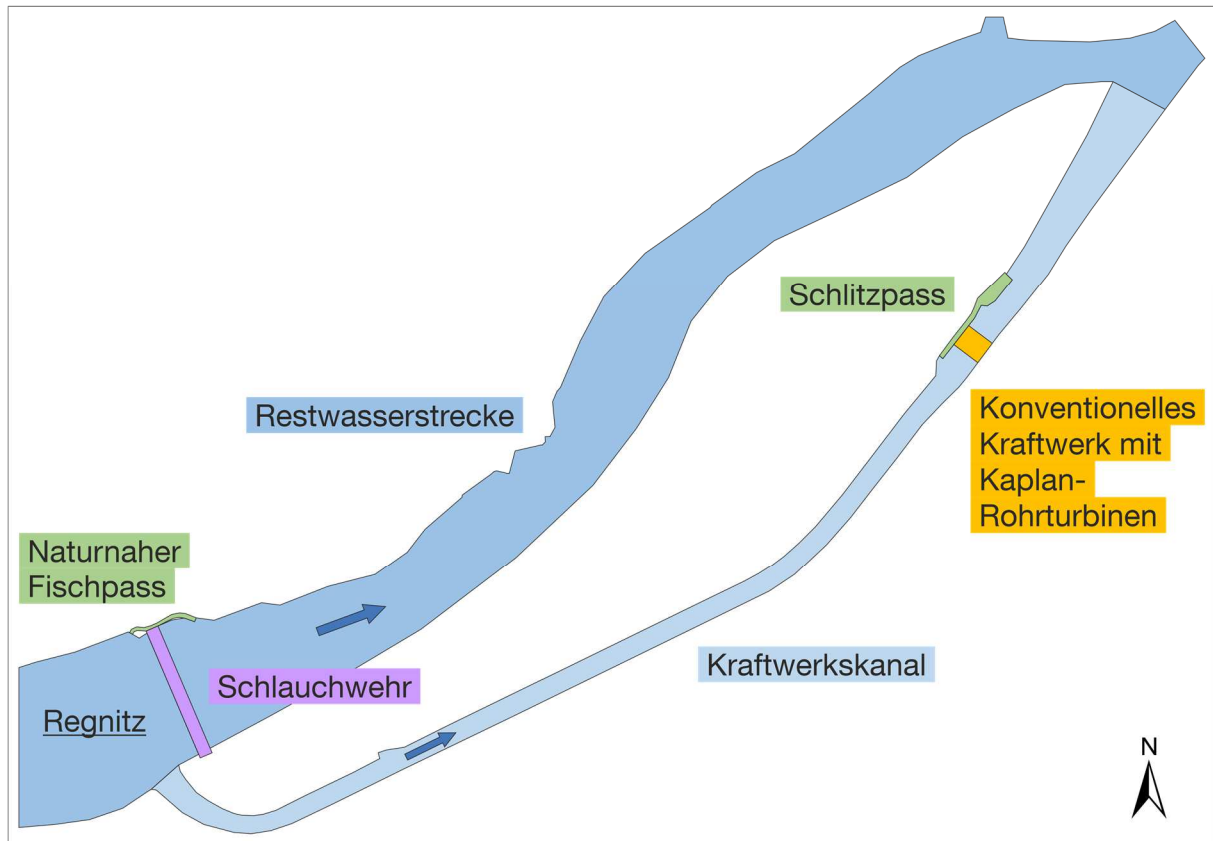 N
Schlitzpass
Konventionelles
Kraftwerk mit
Kaplan-
Rohrturbinen
Restwasserstrecke
Naturnaher
Fischpass
Schlauchwehr
Kraftwerkskanal
Regnitz